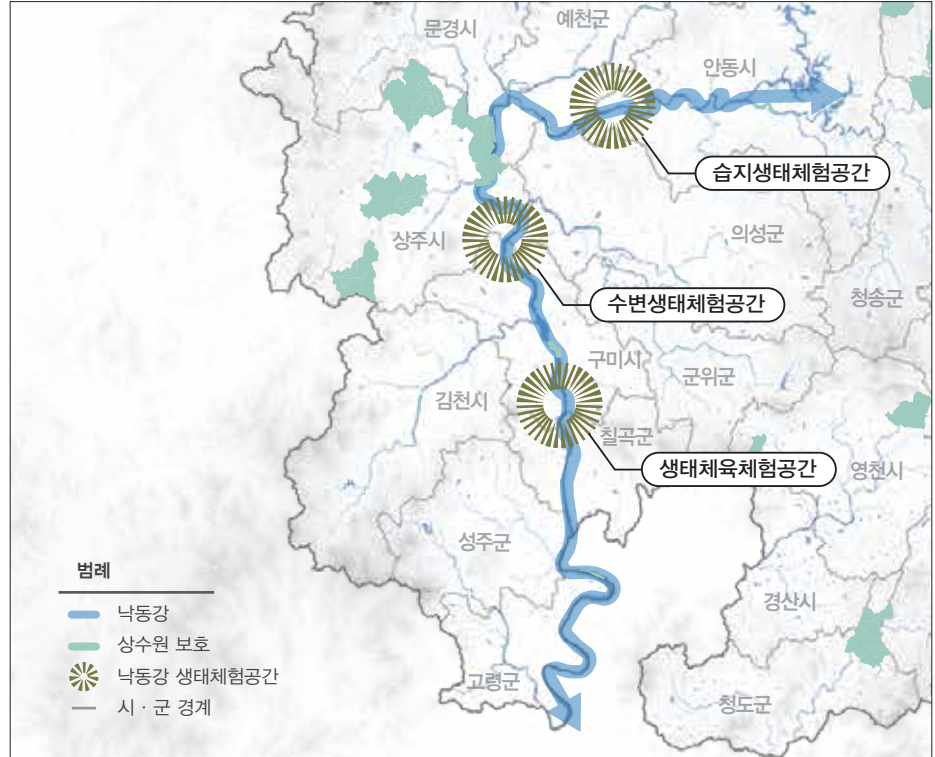 예천군
문경시
안동시
습지생태체험공간
상주시
의성군
청송군
수변생태체험공간
구미시
군위군
김천시
칠곡군
생태체육체험공간
영천시
성주군
범례
낙동강
상수원 보호
낙동강 생태체험공간
시 · 군 경계
경산시
고령군
청도군